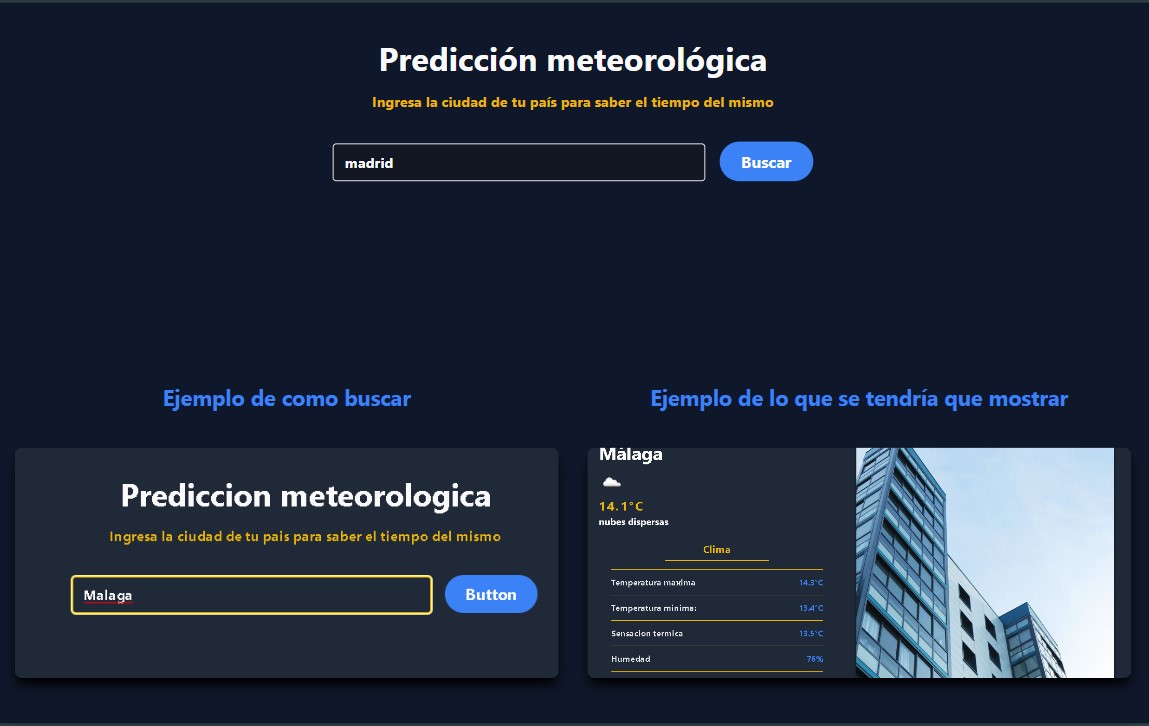 Predicción meteorológica
Ingresa la ciudad de tu país para saber el tiempo del mismo
madrid
Buscar
Ejemplo de como buscar
Ejemplo de lo que se tendría que mostrar
Prediccion meteorologica
Ingresa la ciudad de tu pais para saber el tiempo del mismo
Malaga
Button
Málaga
14.1°C
nubes dispersas
Clima
Temperatura maxima 14.3°C
Temperatura minima: 13.4°C
Sensacion termica 13.5°C
Humedad 76%